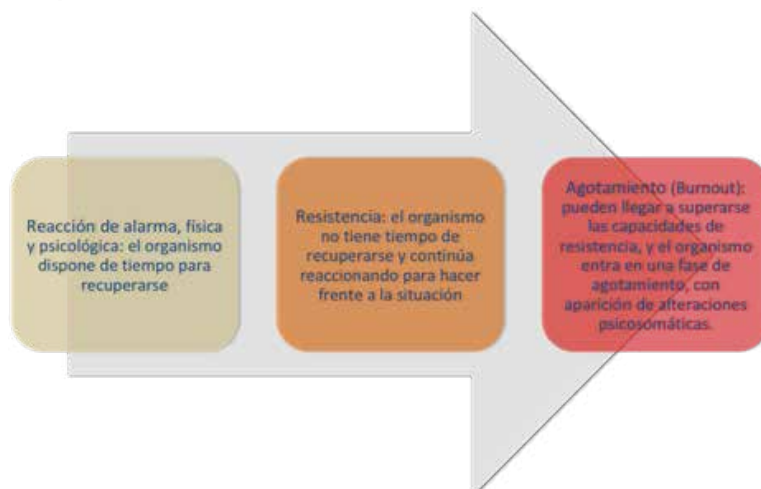 Reacción de alarma, física
y psicológica: el organismo
dispone de tiempo para
recuperarse
Resistencia: el organismo
no tiene tiempo de
recuperarse y continúa
reaccionando para hacer
frente a la situación
Agotamiento (Burnout):
pueden llegar a superarse
las capacidades de
resistencia, y el organismo
entra en una fase de
agotamiento, con
aparición de alteraciones
psicosomáticas.